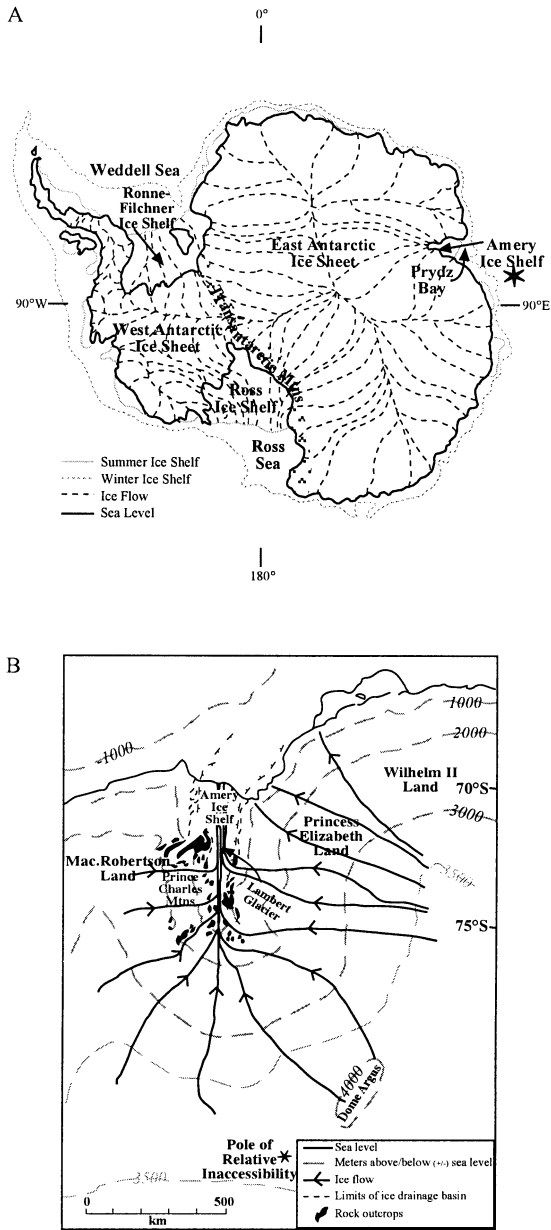 A
0°
Weddell Sea
Ronne-
Filchner
Ice Shelf
East Antarctic
Ice Sheet
Amery
Ice Shelf
Prydz
Bay
90°W
90°E
West Antarctic
Ice Sheet
Transantarctic Mtns
Ross
Ice Shelf
Ross
Sea
Summer Ice Shelf
Winter Ice Shelf
Ice Flow
Sea Level
180°
B
-1000
1000
2000
Wilhelm II
Land
70°S
3000
Amery
Ice
Shelf
Princess
Elizabeth
Land
Mac.Robertson
Land
Prince
Charles
Mtns
Lambert
Glacier
3500
75°S
4000
Dome Argus
Pole of
Relative
Inaccessibility
3500
0
500
km
Sea level
Meters above/below (+/-) sea level
Ice flow
Limits of ice drainage basin
Rock outcrops